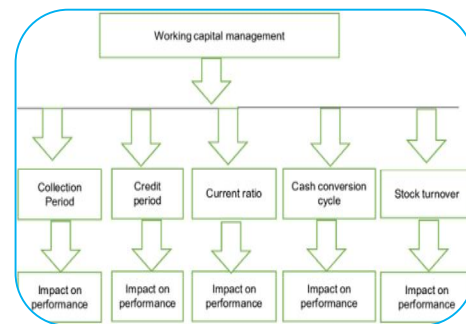 Working capital management
Collection
Period
Credit
period
Current ratio
Cash conversion
cycle
Stock turnover
Impact on
performance
Impact on
performance
Impact on
performance
Impact on
performance
Impact on
performance